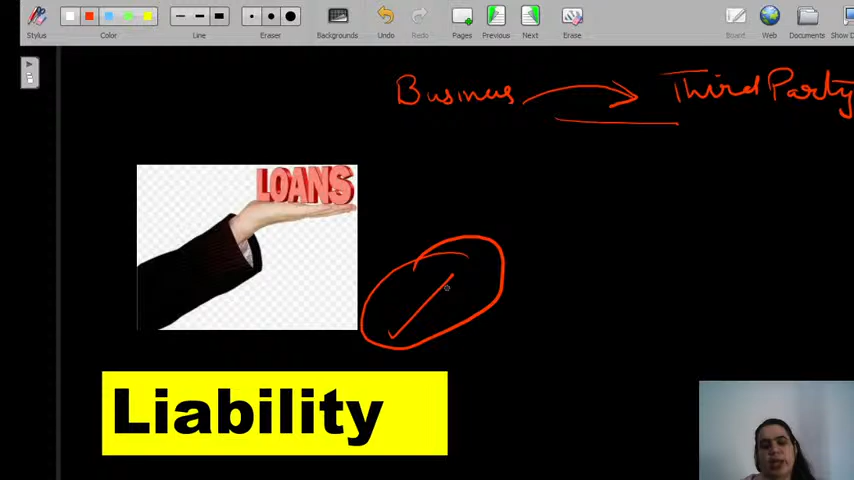 Stylus Color Line Eraser Backgrounds Undo Redo Pages Previous Next Erase Board Web Documents
Business Third Party
LOANS
Liability